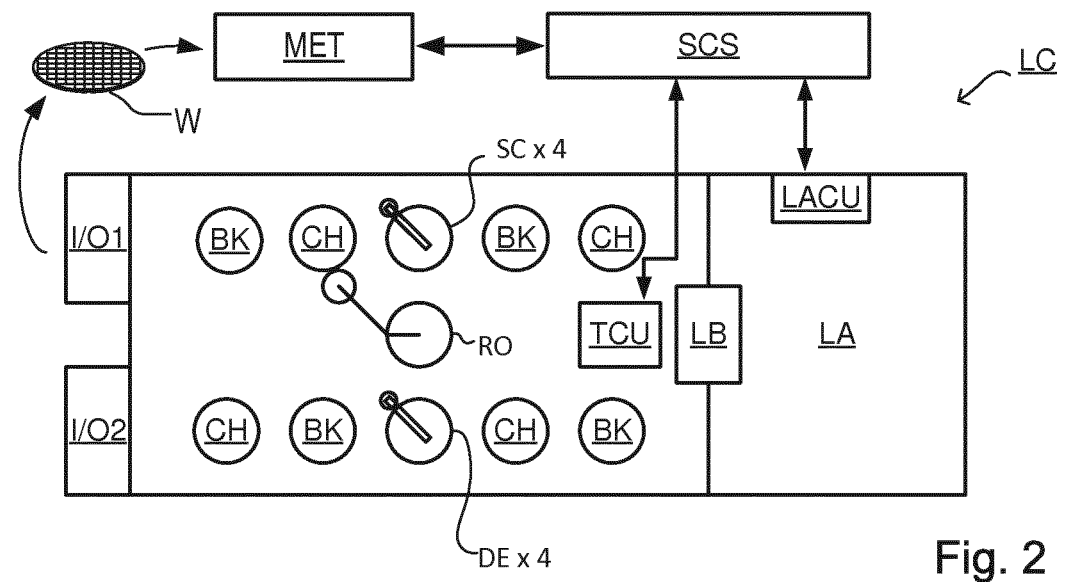 MET
SCS
LC
W
SC x 4
LACU
I/O1
BK
CH
BK
CH
RO
TCU
LB
LA
I/O2
CH
BK
CH
BK
DE x 4
Fig. 2